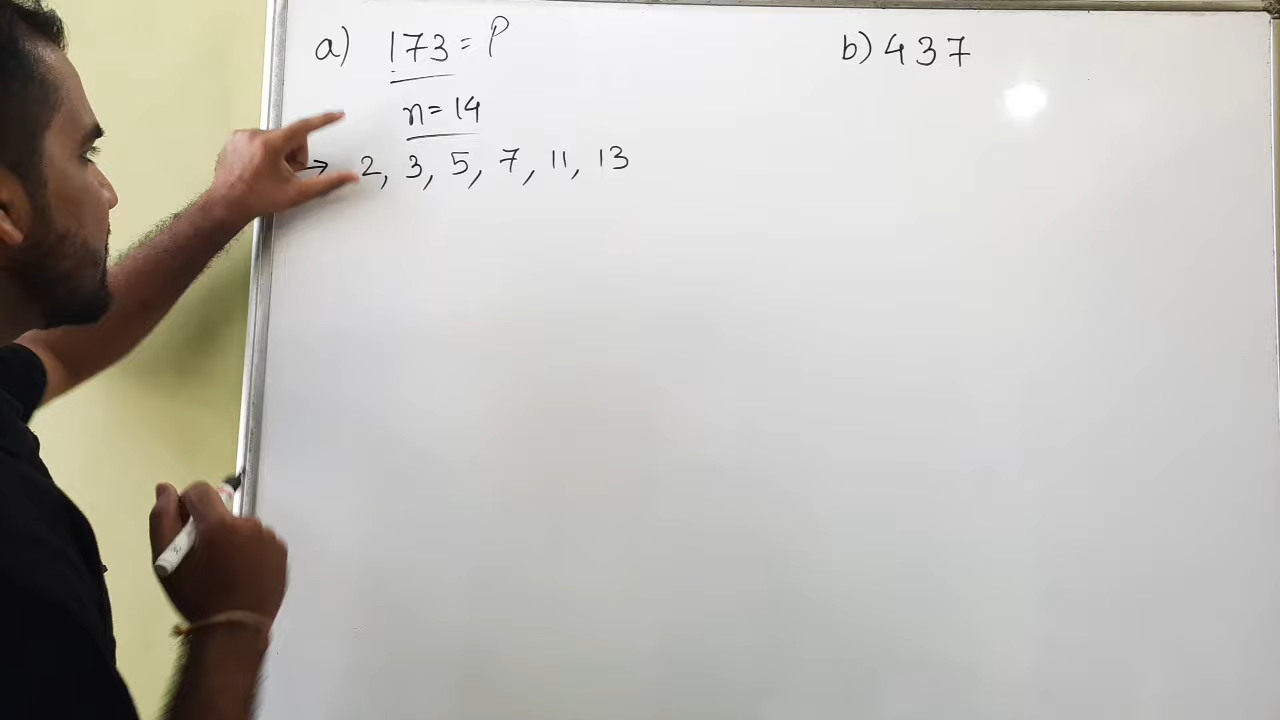 a) 173 = P
n = 14
→ 2, 3, 5, 7, 11, 13
b) 437